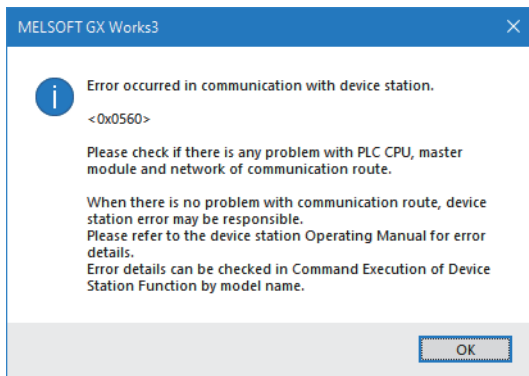 MELSOFT GX Works3
Error occurred in communication with device station.
<0x0560>
Please check if there is any problem with PLC CPU, master
module and network of communication route.
When there is no problem with communication route, device
station error may be responsible.
Please refer to the device station Operating Manual for error
details.
Error details can be checked in Command Execution of Device
Station Function by model name.
OK